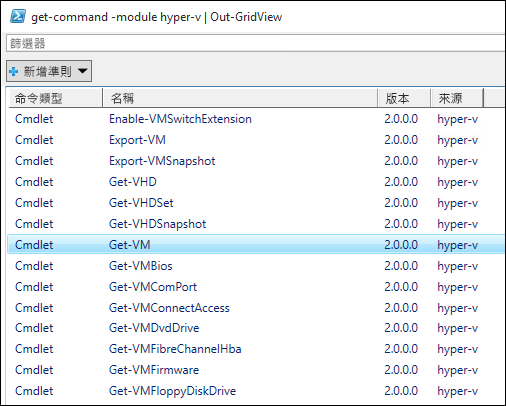 get-command -module hyper-v | Out-GridView
篩選器
新增準則
命令類型 名稱 版本 來源
Cmdlet Enable-VMSwitchExtension 2.0.0.0 hyper-v
Cmdlet Export-VM 2.0.0.0 hyper-v
Cmdlet Export-VMSnapshot 2.0.0.0 hyper-v
Cmdlet Get-VHD 2.0.0.0 hyper-v
Cmdlet Get-VHDSet 2.0.0.0 hyper-v
Cmdlet Get-VHDSnapshot 2.0.0.0 hyper-v
Cmdlet Get-VM 2.0.0.0 hyper-v
Cmdlet Get-VMBios 2.0.0.0 hyper-v
Cmdlet Get-VMComPort 2.0.0.0 hyper-v
Cmdlet Get-VMConnectAccess 2.0.0.0 hyper-v
Cmdlet Get-VMDvdDrive 2.0.0.0 hyper-v
Cmdlet Get-VMFibreChannelHba 2.0.0.0 hyper-v
Cmdlet Get-VMFirmware 2.0.0.0 hyper-v
Cmdlet Get-VMFloppyDiskDrive 2.0.0.0 hyper-v